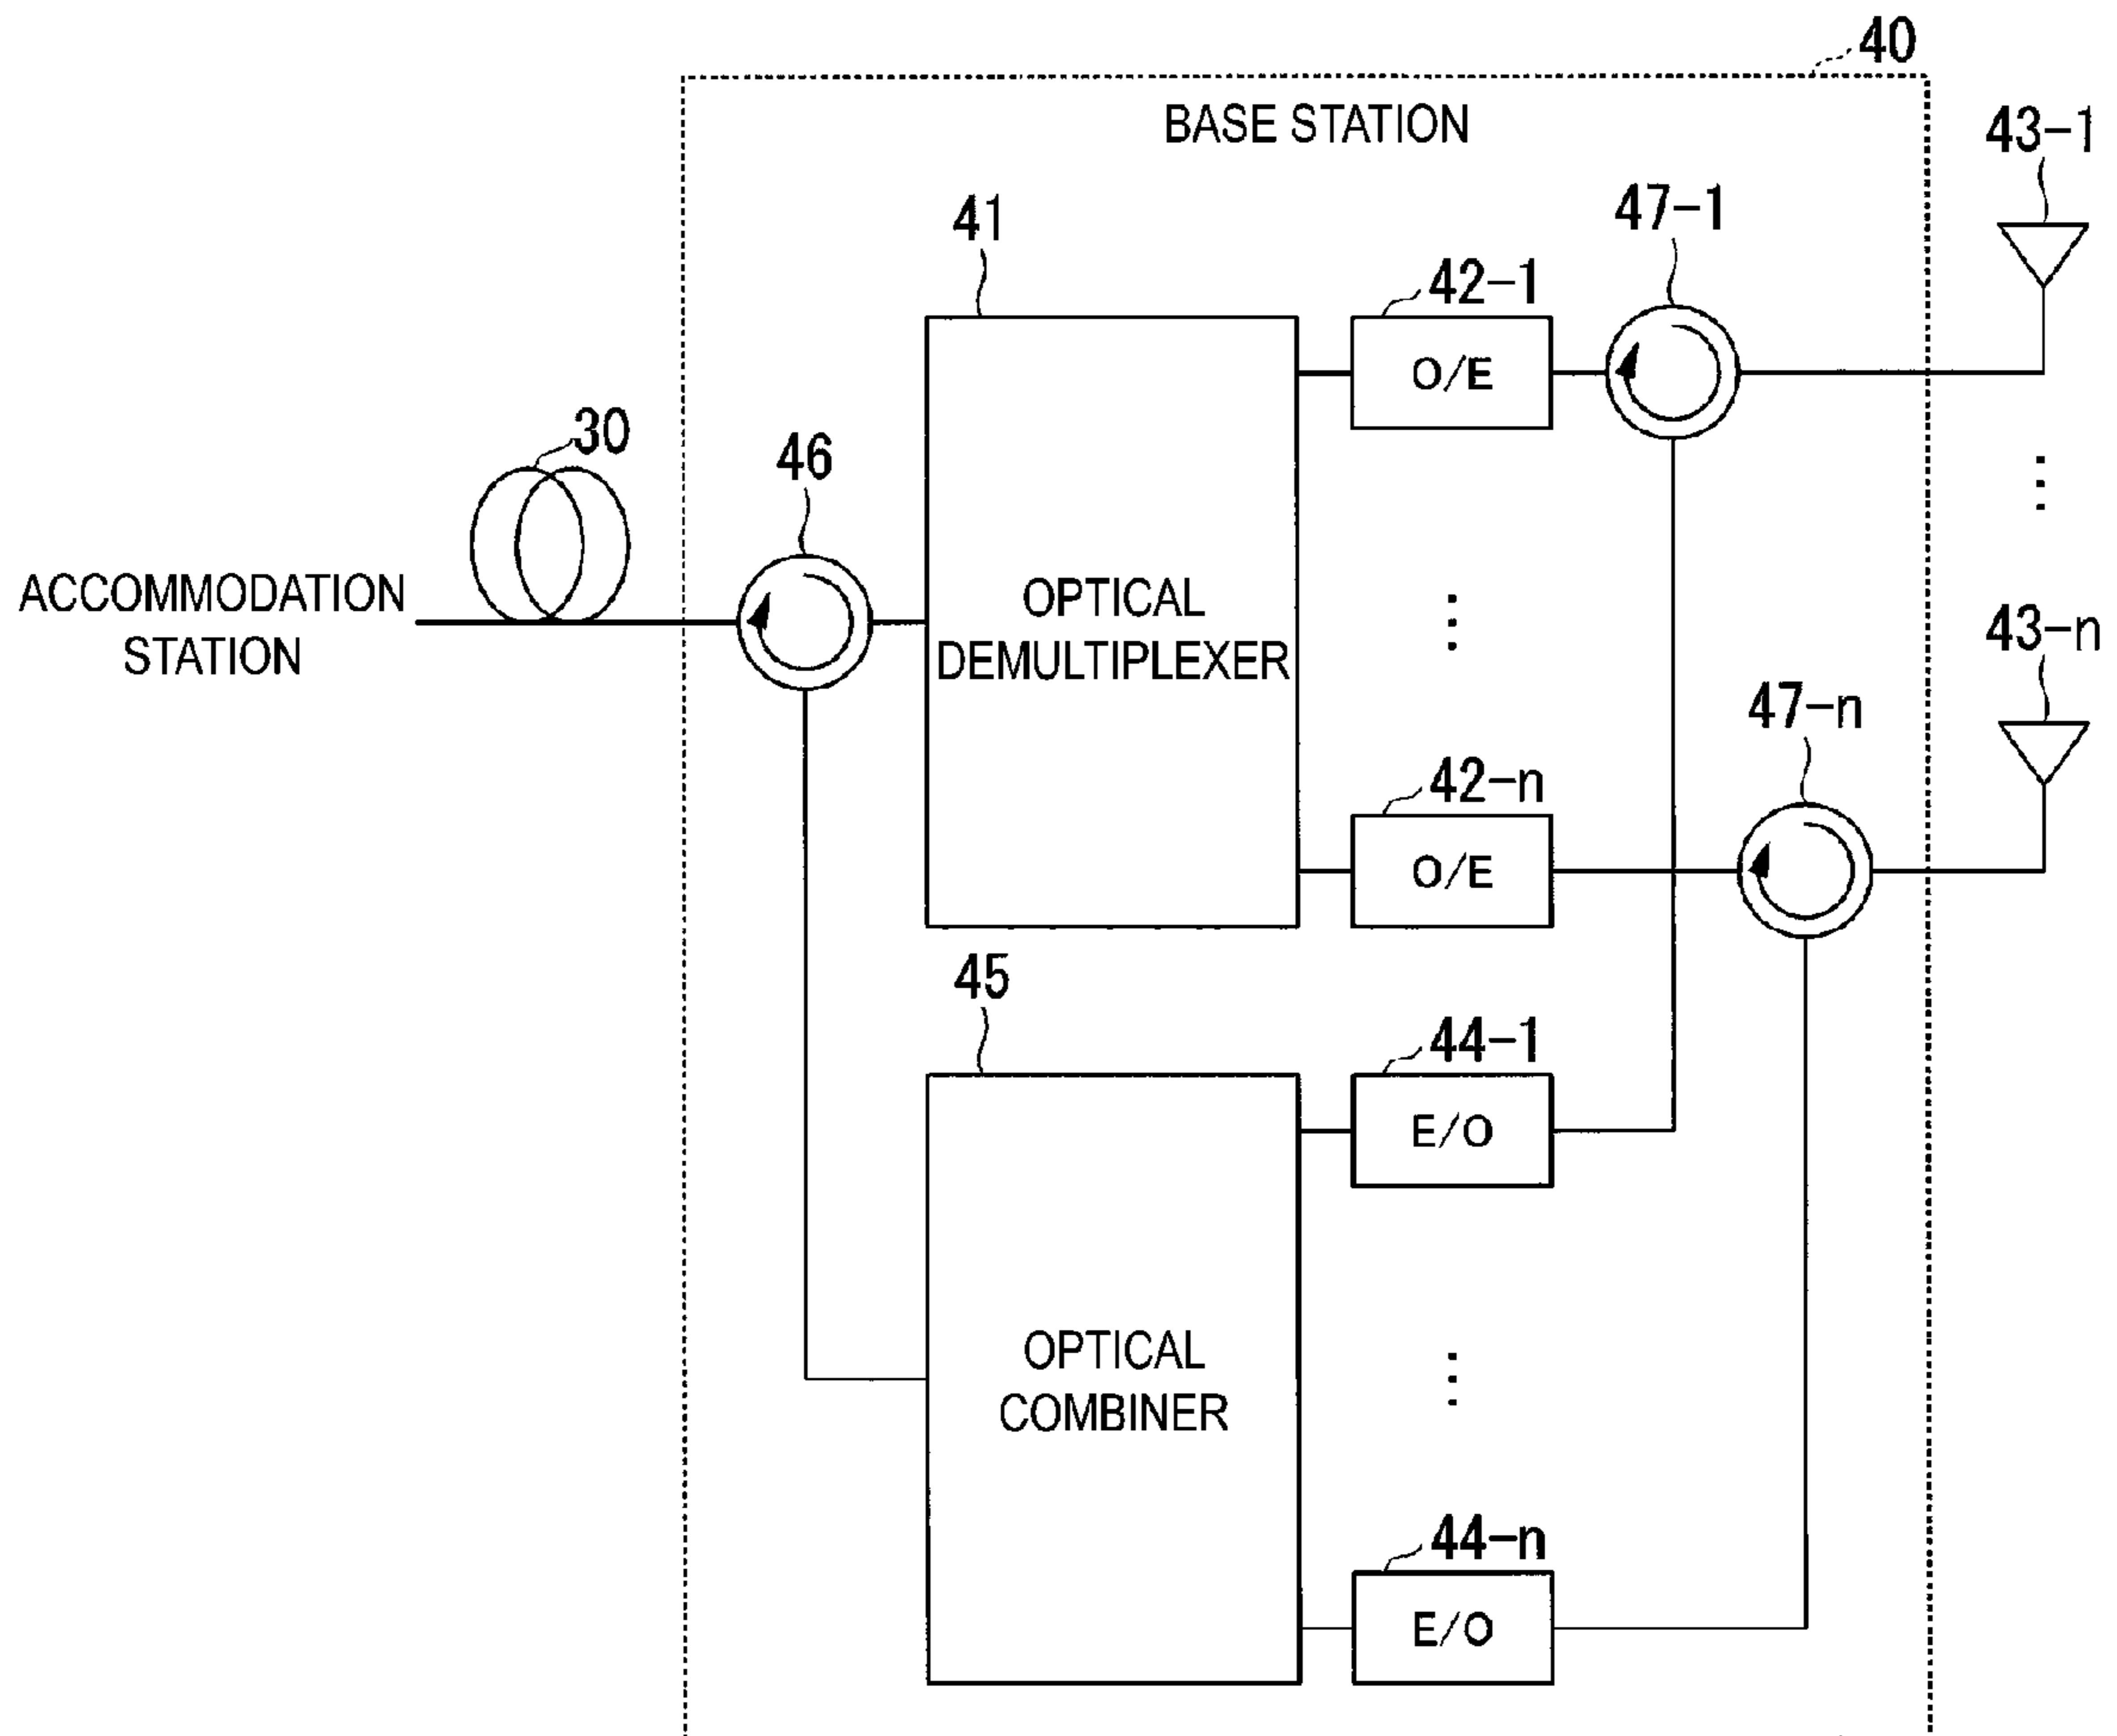 40
BASE STATION
43-1
41
47-1
42-1
O/E
30
46
ACCOMMODATION
STATION
OPTICAL
DEMULTIPLEXER
43-n
47-n
42-n
O/E
45
44-1
E/O
OPTICAL
COMBINER
44-n
E/O